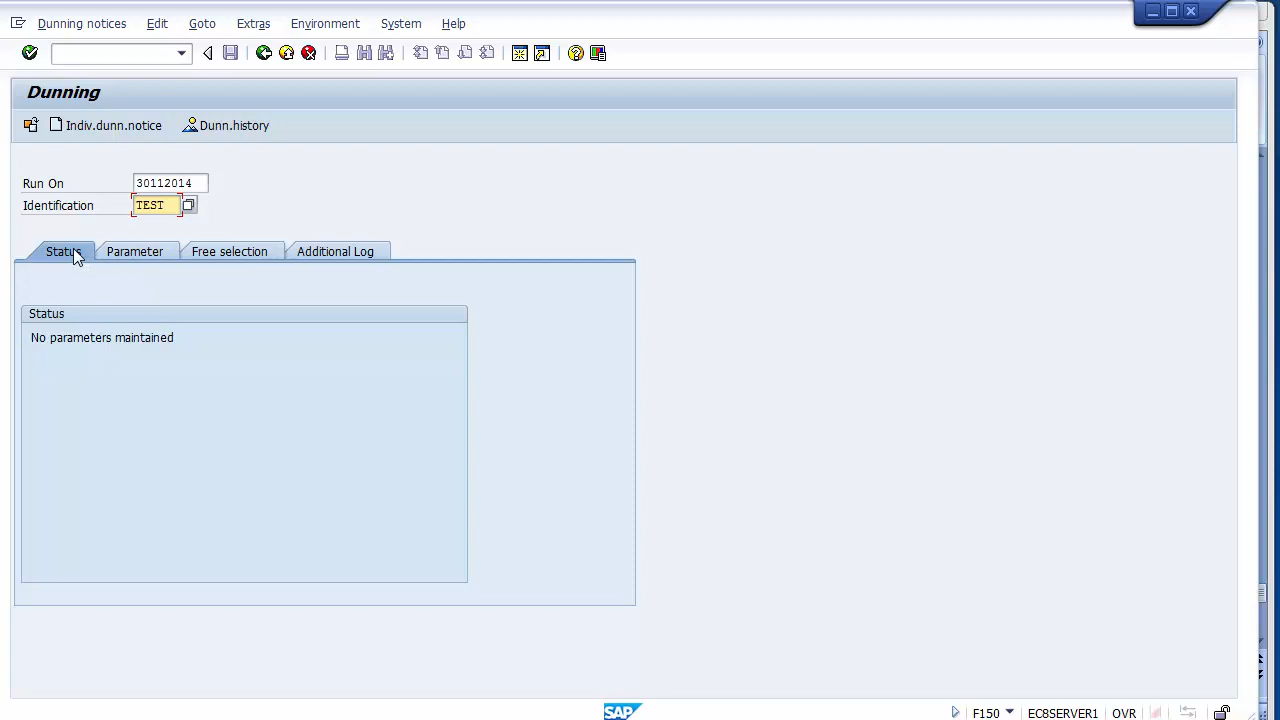 Dunning notices Edit Goto Extras Environment System Help
Dunning
Indiv.dunn.notice Dunn.history
Run On 30112014
Identification TEST
Status Parameter Free selection Additional Log
Status
No parameters maintained
SAP F150 EC8SERVER1 OVR